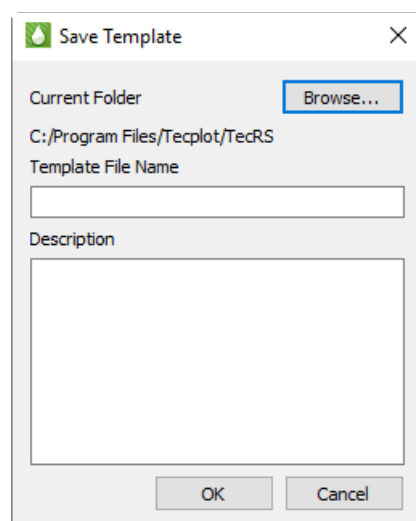 Save Template
Current Folder Browse...
C:/Program Files/Tecplot/TecRS
Template File Name
Description
OK Cancel